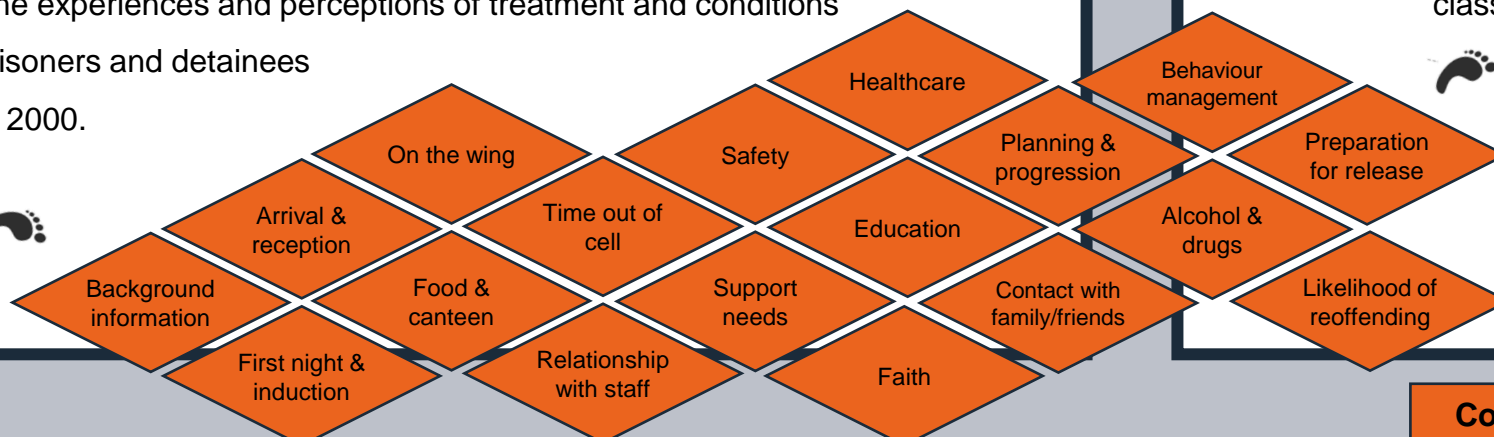 he experiences and perceptions of treatment and conditions
isoners and detainees
2000.
class
Healthcare
Behaviour
management
On the wing
Safety
Planning &
progression
Preparation
for release
Arrival &
reception
Time out of
cell
Education
Alcohol &
drugs
Background
information
Food &
canteen
Support
needs
Contact with
family/friends
Likelihood of
reoffending
First night &
induction
Relationship
with staff
Faith
Co